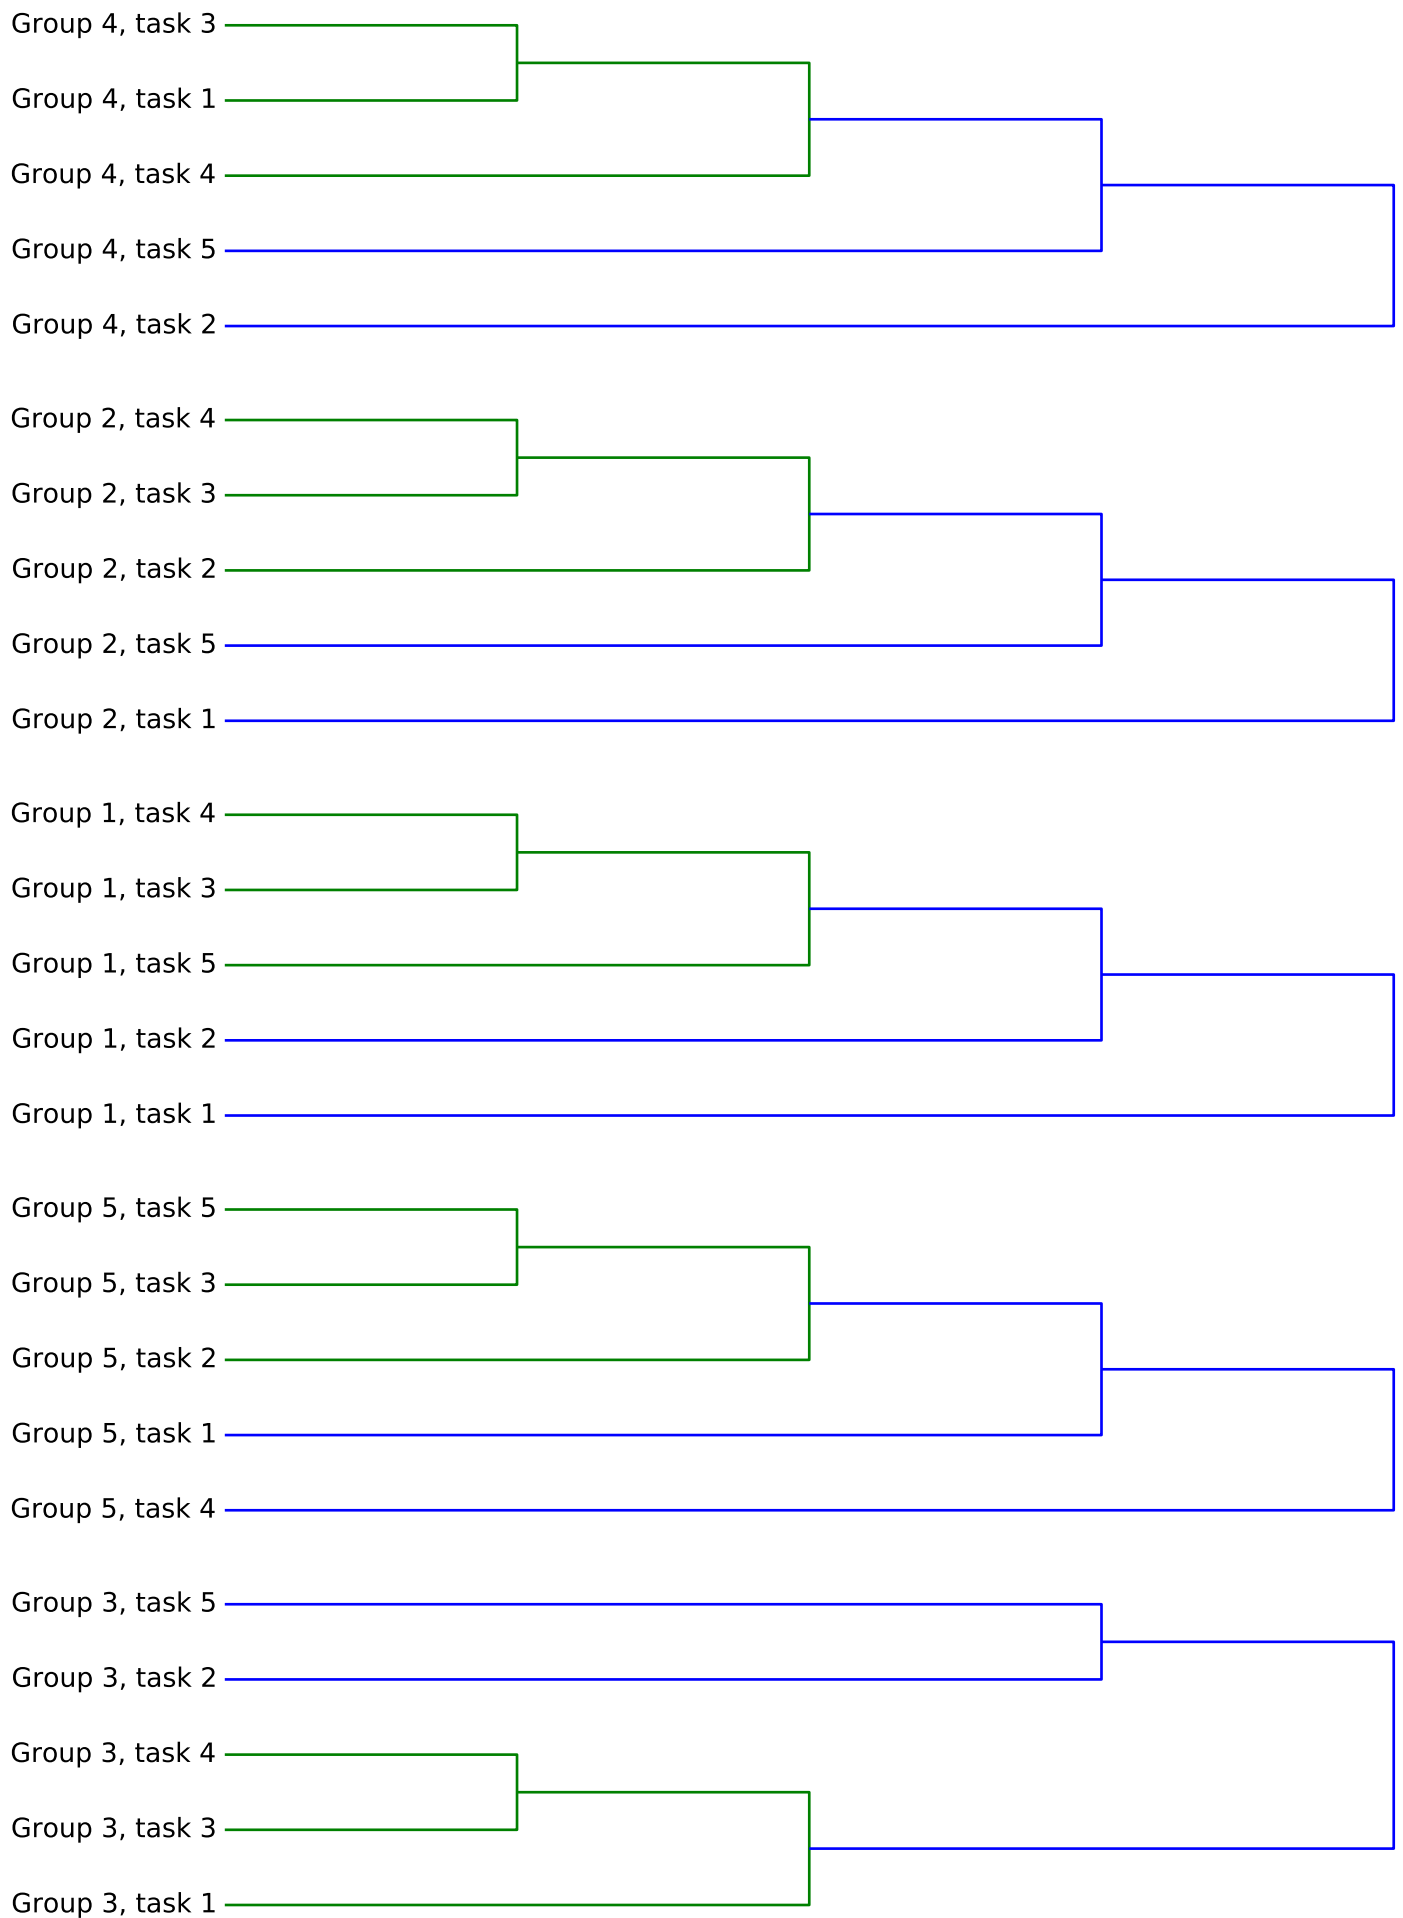 Group 4, task 3
Group 4, task 1
Group 4, task 4
Group 4, task 5
Group 4, task 2
Group 2, task 4
Group 2, task 3
Group 2, task 2
Group 2, task 5
Group 2, task 1
Group 1, task 4
Group 1, task 3
Group 1, task 5
Group 1, task 2
Group 1, task 1
Group 5, task 5
Group 5, task 3
Group 5, task 2
Group 5, task 1
Group 5, task 4
Group 3, task 5
Group 3, task 2
Group 3, task 4
Group 3, task 3
Group 3, task 1